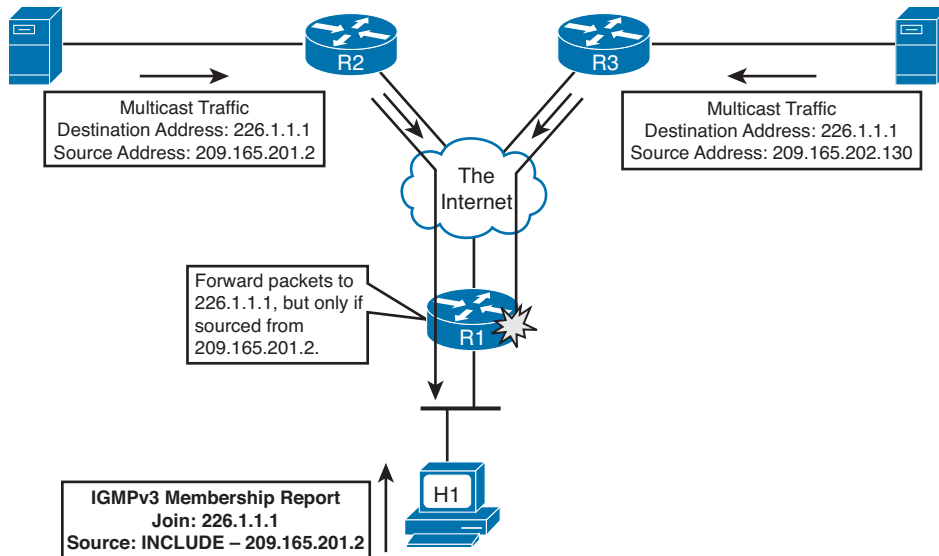 R2
R3
Multicast Traffic
Destination Address: 226.1.1.1
Source Address: 209.165.201.2
Multicast Traffic
Destination Address: 226.1.1.1
Source Address: 209.165.202.130
The
Internet
Forward packets to
226.1.1.1, but only if
sourced from
209.165.201.2.
R1
H1
IGMPv3 Membership Report
Join: 226.1.1.1
Source: INCLUDE – 209.165.201.2